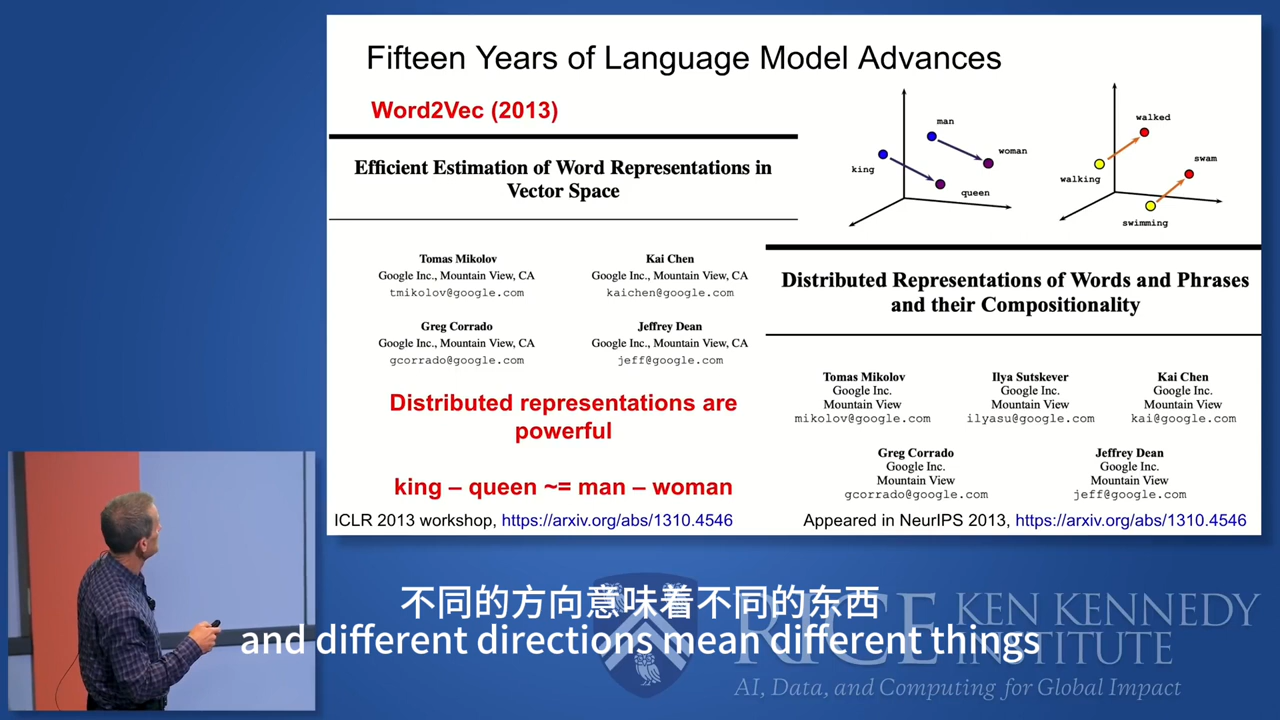 Fifteen Years of Language Model Advances
Word2Vec (2013)
Efficient Estimation of Word Representations in
Vector Space
Tomas Mikolov
Google Inc., Mountain View, CA
tmikolov@google.com
Kai Chen
Google Inc., Mountain View, CA
kaichen@google.com
Greg Corrado
Google Inc., Mountain View, CA
gcorrado@google.com
Jeffrey Dean
Google Inc., Mountain View, CA
jeff@google.com
Distributed representations are
powerful
king – queen ~= man – woman
ICLR 2013 workshop, https://arxiv.org/abs/1310.4546
man
woman
king
queen
walked
swam
walking
swimming
Distributed Representations of Words and Phrases
and their Compositionality
Tomas Mikolov
Google Inc.
Mountain View
mikolov@google.com
Ilya Sutskever
Google Inc.
Mountain View
ilyasu@google.com
Kai Chen
Google Inc.
Mountain View
kai@google.com
Greg Corrado
Google Inc.
Mountain View
gcorrado@google.com
Jeffrey Dean
Google Inc.
Mountain View
jeff@google.com
Appeared in NeurIPS 2013, https://arxiv.org/abs/1310.4546
不同的方向意味着不同的东西
and different directions mean different things
RICE
KEN KENNEDY
INSTITUTE
AI, Data, and Computing for Global Impact